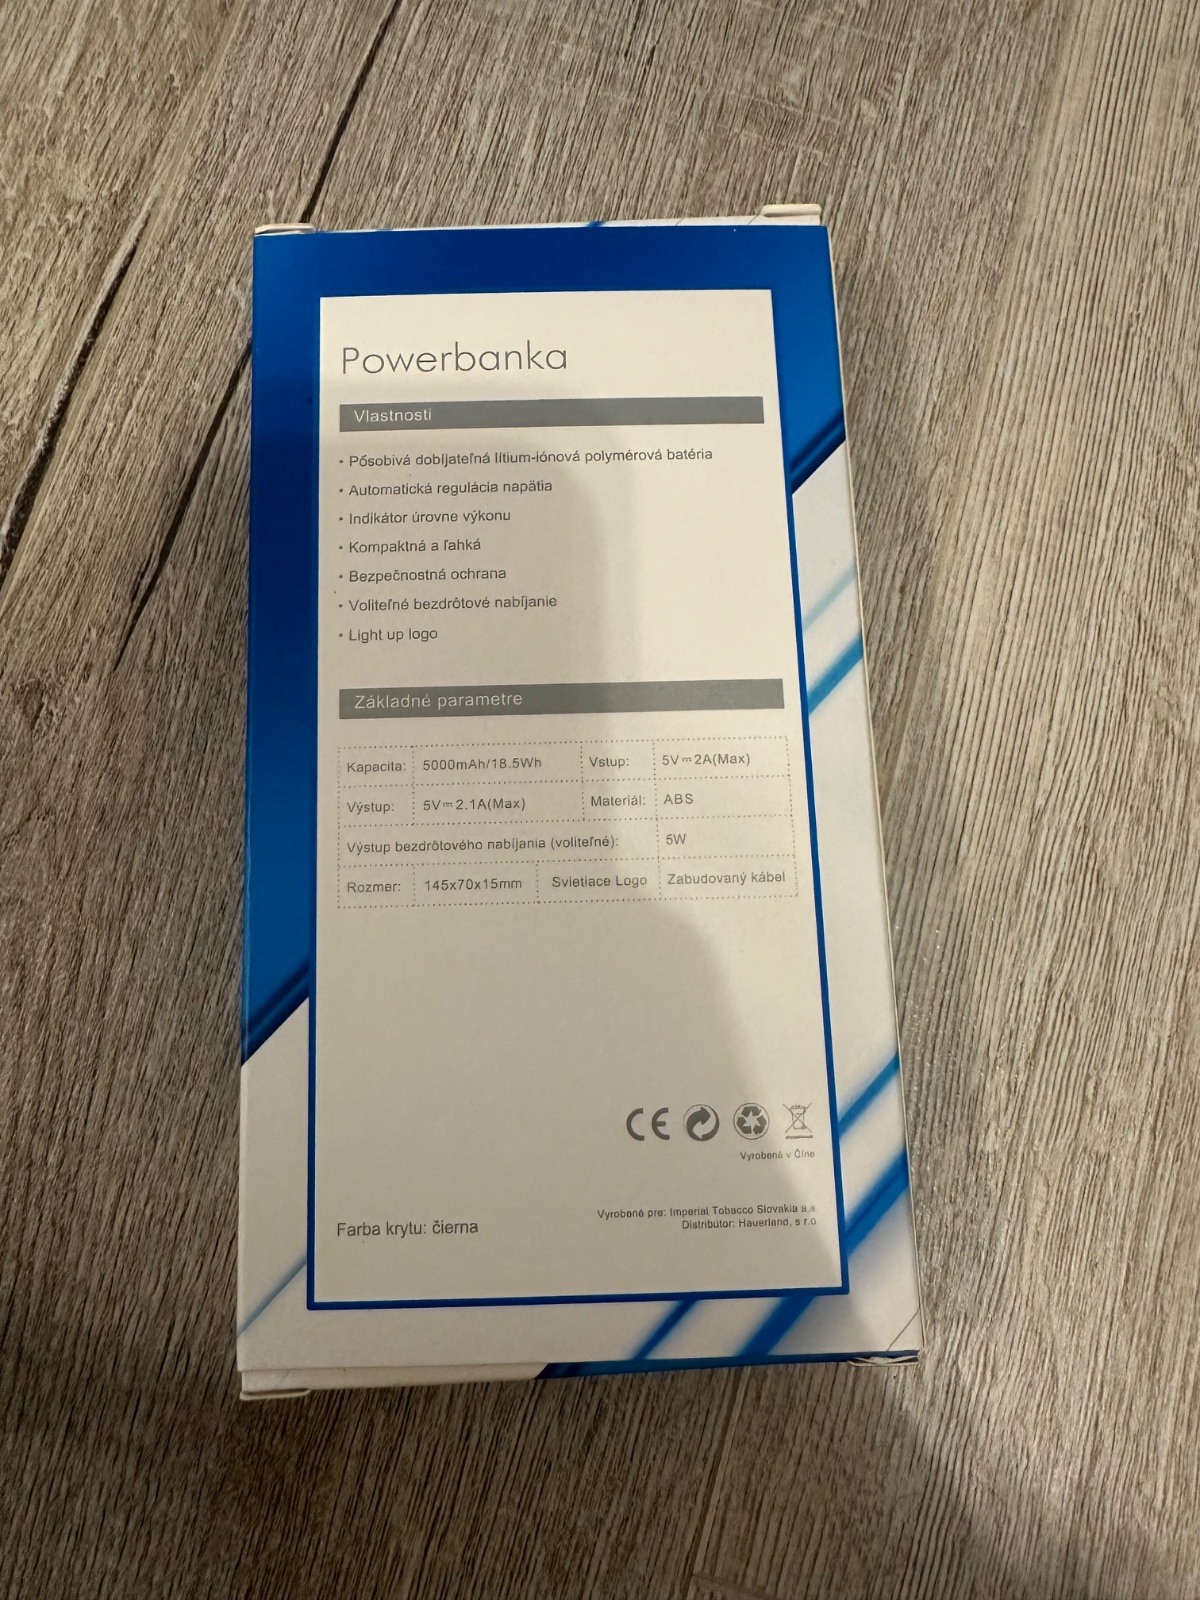 Powerbanka
Vlastnosti
• Pôsobivá dobíjateľná lítium-iónová polymérová batéria
• Automatická regulácia napätia
• Indikátor úrovne výkonu
• Kompaktná a ľahká
• Bezpečnostná ochrana
• Voliteľné bezdrôtové nabíjanie
• Light up logo
Základné parametre
Kapacita: 5000mAh/18.5Wh Vstup: 5V⎓2A(Max)
Výstup: 5V⎓2.1A(Max) Materiál: ABS
Výstup bezdrôtového nabíjania (voliteľné): 5W
Rozmer: 145x70x15mm Svietiace Logo Zabudovaný kábel
CE
Vyrobené v Číne
Vyrobené pre: Imperial Tobacco Slovakia a.s.
Distribútor: Hauerland, s r.o
Farba krytu: čierna